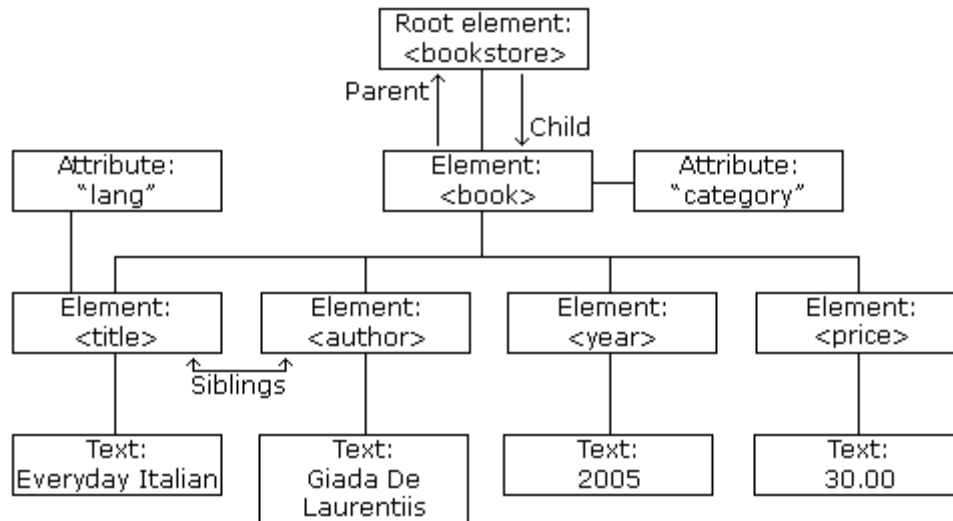 Root element:
<bookstore>
Parent
Child
Attribute:
“lang”
Element:
<book>
Attribute:
“category”
Element:
<title>
Element:
<author>
Element:
<year>
Element:
<price>
Siblings
Text:
Everyday Italian
Text:
Giada De
Laurentiis
Text:
2005
Text:
30.00